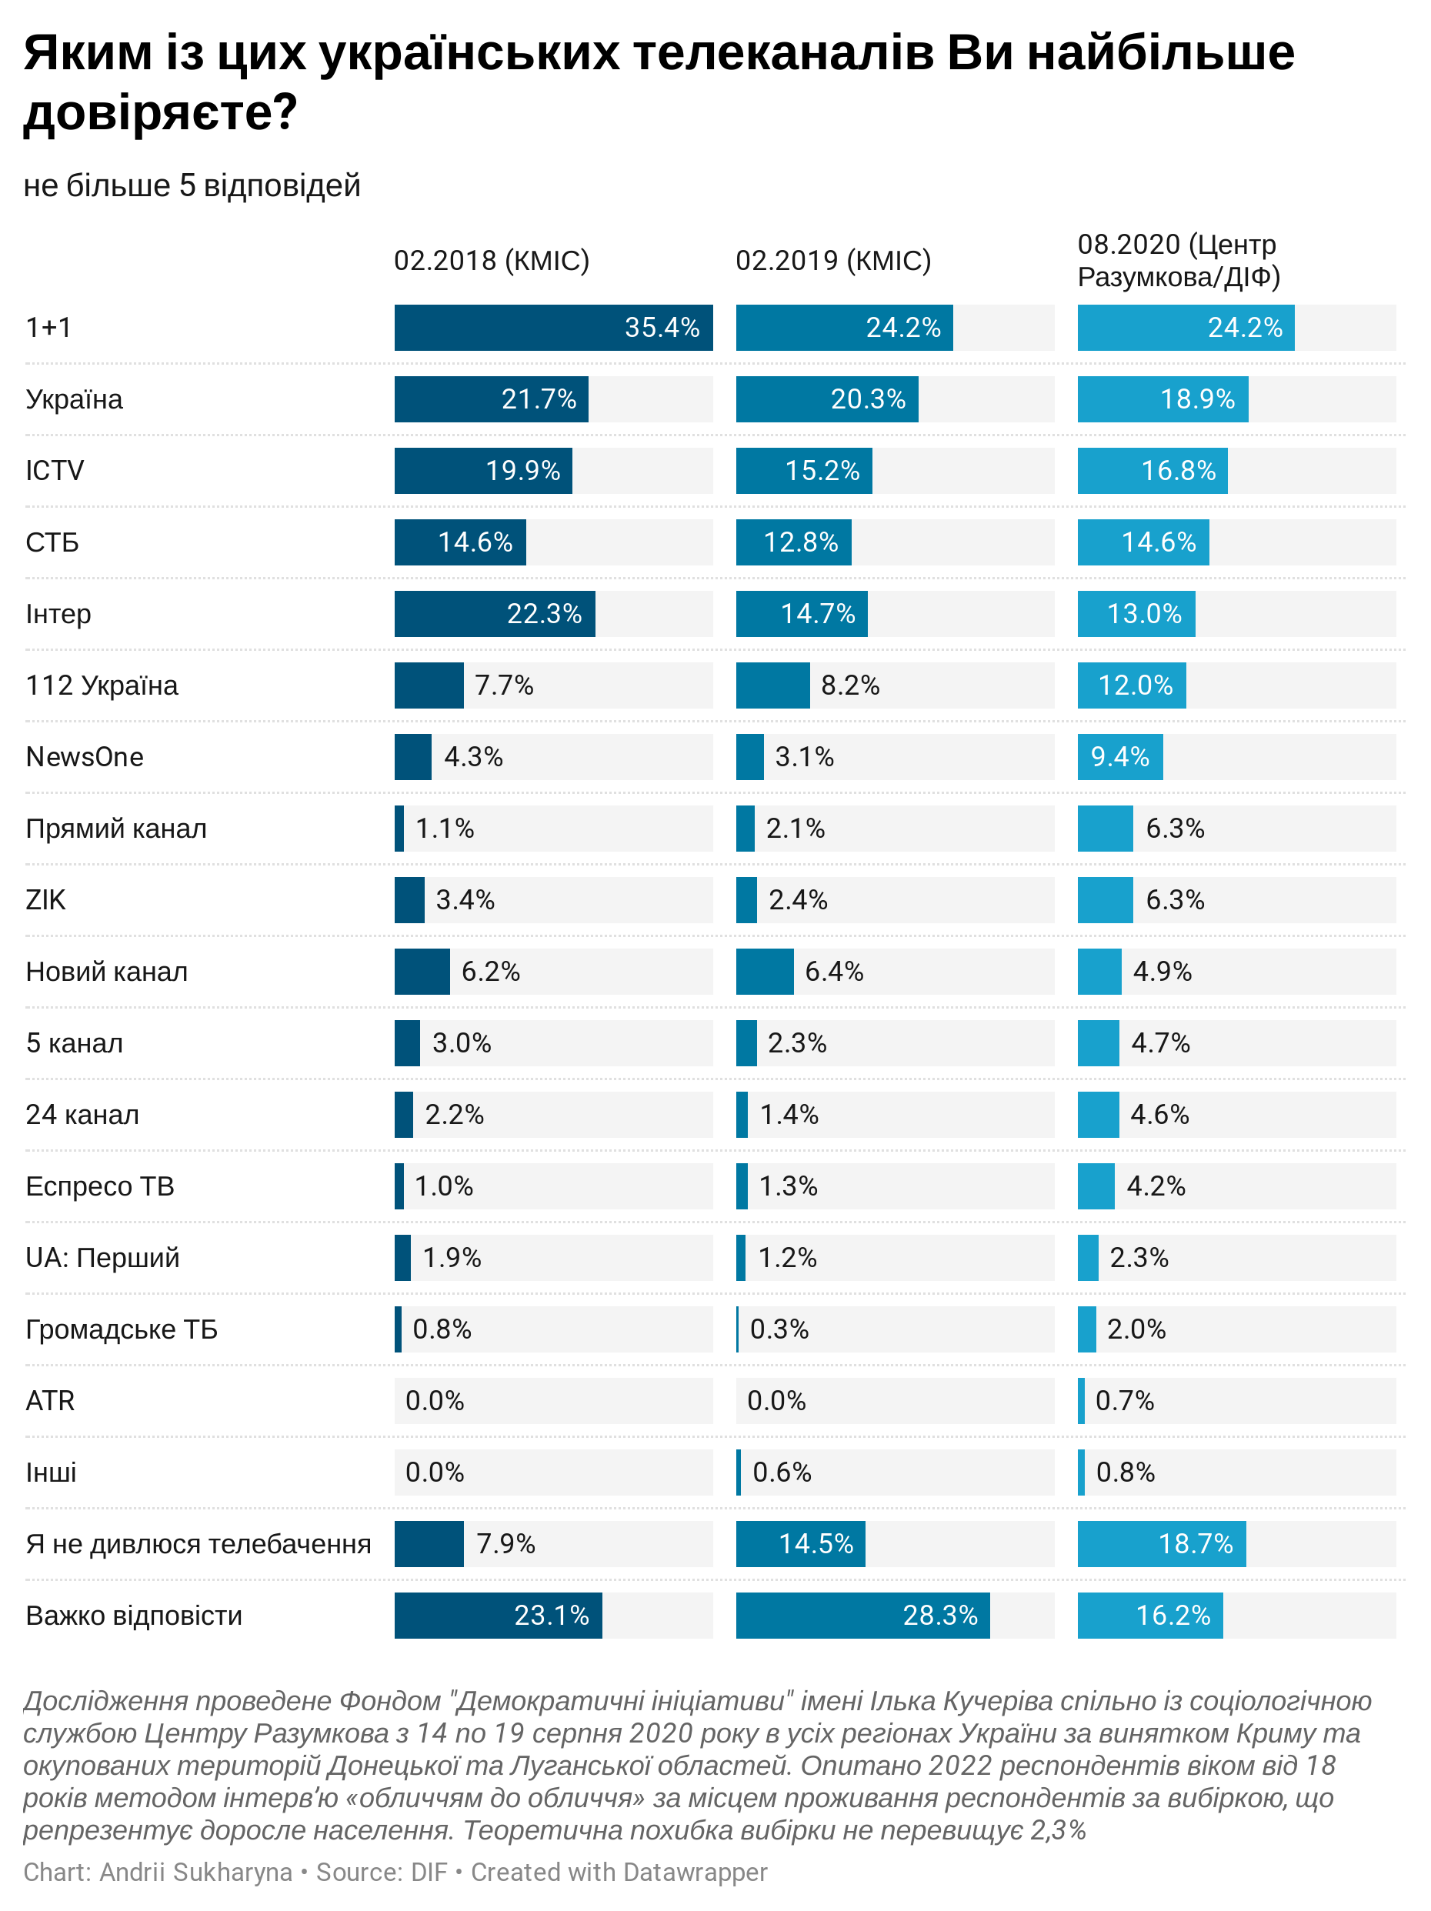 Яким із цих українських телеканалів Ви найбільше
довіряєте?
не більше 5 відповідей
02.2018 (КМІС) 02.2019 (КМІС) 08.2020 (Центр
Разумкова/ДІФ)
1+1 35.4% 24.2% 24.2%
Україна 21.7% 20.3% 18.9%
ICTV 19.9% 15.2% 16.8%
СТБ 14.6% 12.8% 14.6%
Інтер 22.3% 14.7% 13.0%
112 Україна 7.7% 8.2% 12.0%
NewsOne 4.3% 3.1% 9.4%
Прямий канал 1.1% 2.1% 6.3%
ZIK 3.4% 2.4% 6.3%
Новий канал 6.2% 6.4% 4.9%
5 канал 3.0% 2.3% 4.7%
24 канал 2.2% 1.4% 4.6%
Еспресо ТВ 1.0% 1.3% 4.2%
UA: Перший 1.9% 1.2% 2.3%
Громадське ТБ 0.8% 0.3% 2.0%
ATR 0.0% 0.0% 0.7%
Інші 0.0% 0.6% 0.8%
Я не дивлюся телебачення 7.9% 14.5% 18.7%
Важко відповісти 23.1% 28.3% 16.2%
Дослідження проведене Фондом "Демократичні ініціативи" імені Ілька Кучеріва спільно із соціологічною
службою Центру Разумкова з 14 по 19 серпня 2020 року в усіх регіонах України за винятком Криму та
окупованих територій Донецької та Луганської областей. Опитано 2022 респондентів віком від 18
років методом інтерв’ю «обличчям до обличчя» за місцем проживання респондентів за вибіркою, що
репрезентує доросле населення. Теоретична похибка вибірки не перевищує 2,3%
Chart: Andrii Sukharyna • Source: DIF • Created with Datawrapper